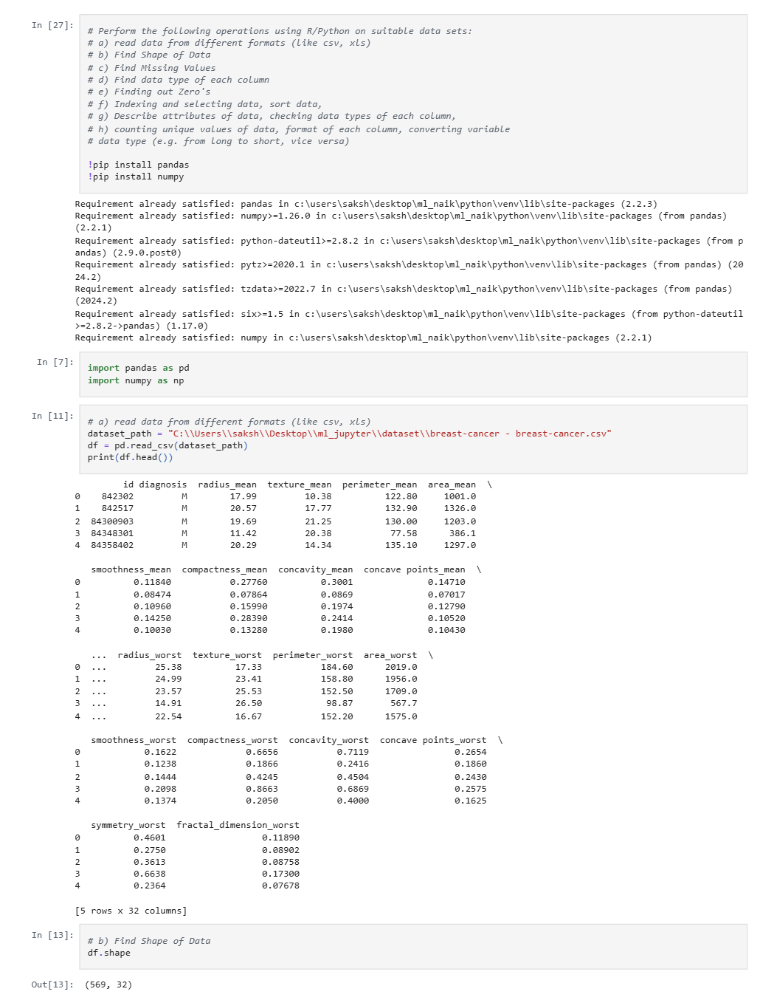 In [27]:
# Perform the following operations using R/Python on suitable data sets:
# a) read data from different formats (like csv, xls)
# b) Find Shape of Data
# c) Find Missing Values
# d) Find data type of each column
# e) Finding out Zero's
# f) Indexing and selecting data, sort data,
# g) Describe attributes of data, checking data types of each column,
# h) counting unique values of data, format of each column, converting variable
# data type (e.g. from long to short, vice versa)
!pip install pandas
!pip install numpy
Requirement already satisfied: pandas in c:\users\saksh\desktop\ml_naik\python\venv\lib\site-packages (2.2.3)
Requirement already satisfied: numpy>=1.26.0 in c:\users\saksh\desktop\ml_naik\python\venv\lib\site-packages (from pandas)
(2.2.1)
Requirement already satisfied: python-dateutil>=2.8.2 in c:\users\saksh\desktop\ml_naik\python\venv\lib\site-packages (from p
andas) (2.9.0.post0)
Requirement already satisfied: pytz>=2020.1 in c:\users\saksh\desktop\ml_naik\python\venv\lib\site-packages (from pandas) (20
24.2)
Requirement already satisfied: tzdata>=2022.7 in c:\users\saksh\desktop\ml_naik\python\venv\lib\site-packages (from pandas)
(2024.2)
Requirement already satisfied: six>=1.5 in c:\users\saksh\desktop\ml_naik\python\venv\lib\site-packages (from python-dateutil
>=2.8.2->pandas) (1.17.0)
Requirement already satisfied: numpy in c:\users\saksh\desktop\ml_naik\python\venv\lib\site-packages (2.2.1)
In [7]:
import pandas as pd
import numpy as np
In [11]:
# a) read data from different formats (like csv, xls)
dataset_path = "C:\\Users\\saksh\\Desktop\\ml_jupyter\\dataset\\breast-cancer - breast-cancer.csv"
df = pd.read_csv(dataset_path)
print(df.head())
id diagnosis radius_mean texture_mean perimeter_mean area_mean \
0 842302 M 17.99 10.38 122.80 1001.0
1 842517 M 20.57 17.77 132.90 1326.0
2 84300903 M 19.69 21.25 130.00 1203.0
3 84348301 M 11.42 20.38 77.58 386.1
4 84358402 M 20.29 14.34 135.10 1297.0
smoothness_mean compactness_mean concavity_mean concave points_mean \
0 0.11840 0.27760 0.3001 0.14710
1 0.08474 0.07864 0.0869 0.07017
2 0.10960 0.15990 0.1974 0.12790
3 0.14250 0.28390 0.2414 0.10520
4 0.10030 0.13280 0.1980 0.10430
... radius_worst texture_worst perimeter_worst area_worst \
0 ... 25.38 17.33 184.60 2019.0
1 ... 24.99 23.41 158.80 1956.0
2 ... 23.57 25.53 152.50 1709.0
3 ... 14.91 26.50 98.87 567.7
4 ... 22.54 16.67 152.20 1575.0
smoothness_worst compactness_worst concavity_worst concave points_worst \
0 0.1622 0.6656 0.7119 0.2654
1 0.1238 0.1866 0.2416 0.1860
2 0.1444 0.4245 0.4504 0.2430
3 0.2098 0.8663 0.6869 0.2575
4 0.1374 0.2050 0.4000 0.1625
symmetry_worst fractal_dimension_worst
0 0.4601 0.11890
1 0.2750 0.08902
2 0.3613 0.08758
3 0.6638 0.17300
4 0.2364 0.07678
[5 rows x 32 columns]
In [13]:
# b) Find Shape of Data
df.shape
Out[13]: (569, 32)